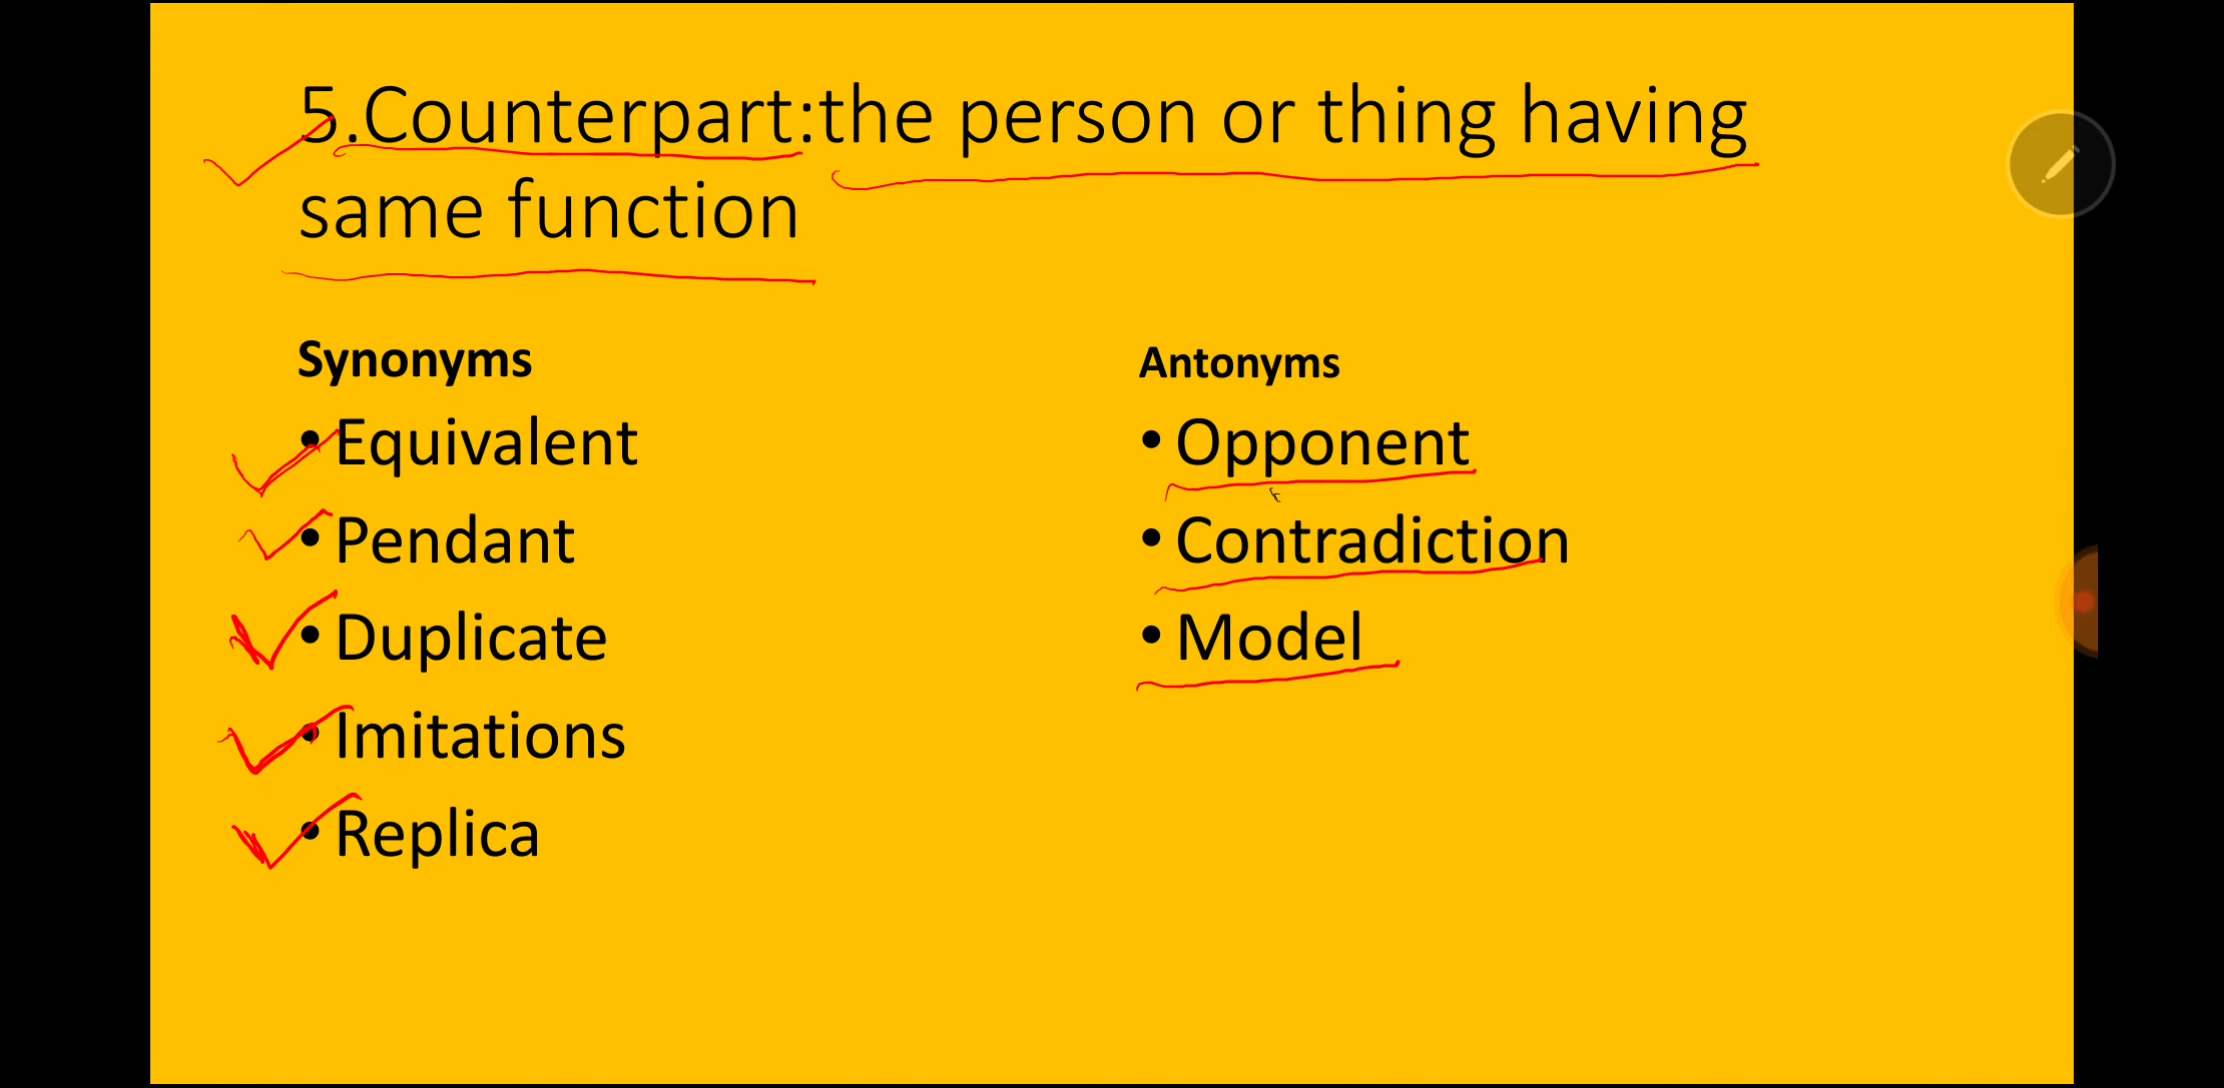 5.Counterpart:the person or thing having
same function
Synonyms
• Equivalent
• Pendant
• Duplicate
• Imitations
• Replica
Antonyms
• Opponent
• Contradiction
• Model